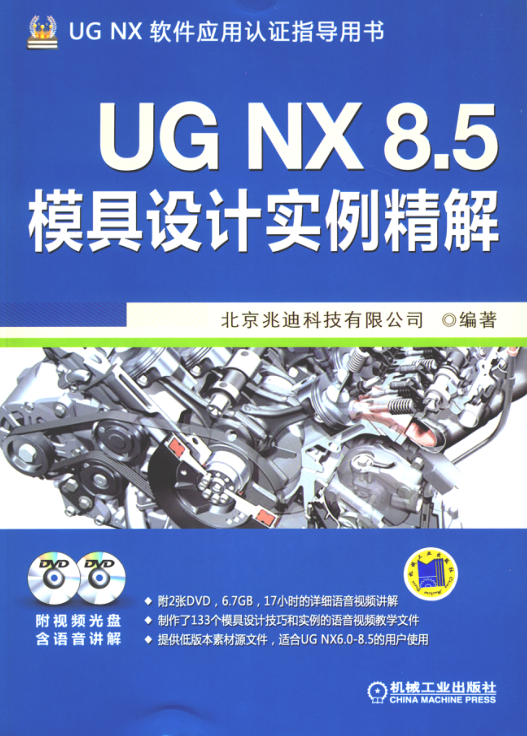 UG NX 软件应用认证指导用书
UG NX 8.5
模具设计实例精解
北京兆迪科技有限公司 ◎编著
DVD DVD
附视频光盘
含语音讲解
◆ 附2张DVD，6.7GB，17小时的详细语音视频讲解
◆ 制作了133个模具设计技巧和实例的语音视频教学文件
◆ 提供低版本素材源文件，适合UG NX6.0-8.5的用户使用
机械工业出版社
CHINA MACHINE PRESS